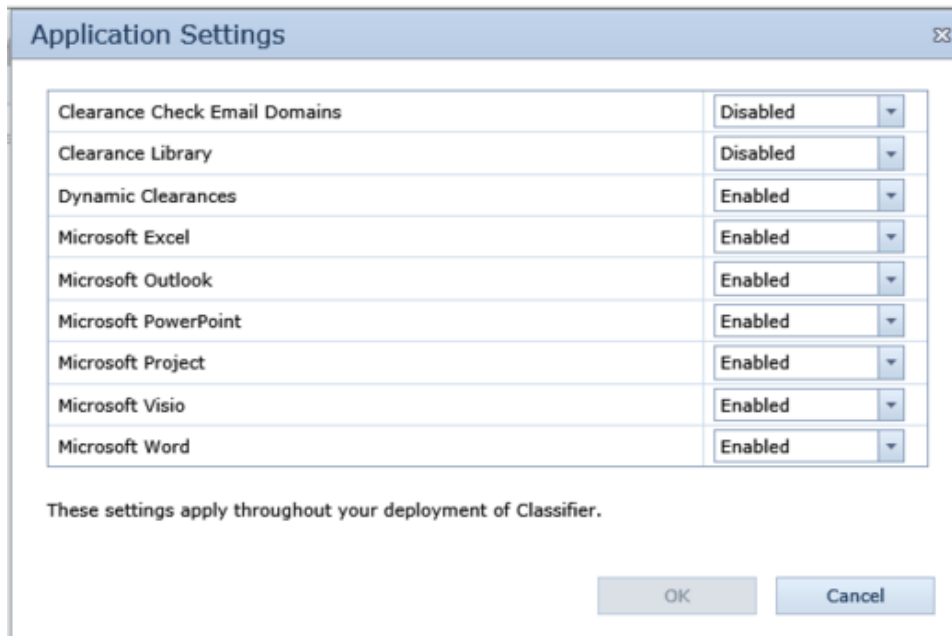 Application Settings
Clearance Check Email Domains Disabled
Clearance Library Disabled
Dynamic Clearances Enabled
Microsoft Excel Enabled
Microsoft Outlook Enabled
Microsoft PowerPoint Enabled
Microsoft Project Enabled
Microsoft Visio Enabled
Microsoft Word Enabled
These settings apply throughout your deployment of Classifier.
OK Cancel